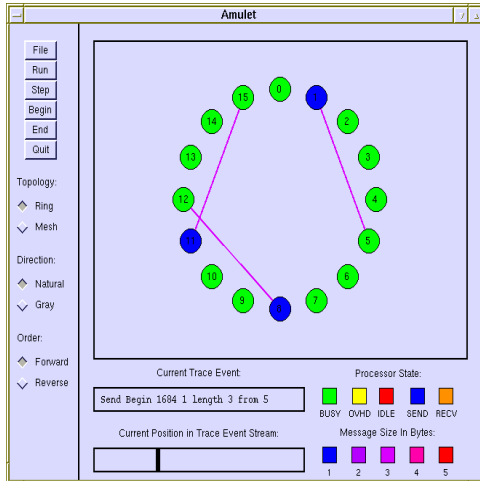 Amulet
File
Run
Step
Begin
End
Quit
Topology:
Ring
Mesh
Direction:
Natural
Gray
Order:
Forward
Reverse
0
1
2
3
4
5
6
7
8
9
10
11
12
13
14
15
Current Trace Event:
Send Begin 1684 1 length 3 from 5
Current Position in Trace Event Stream:
Processor State:
BUSY OVHD IDLE SEND RECV
Message Size In Bytes:
1 2 3 4 5